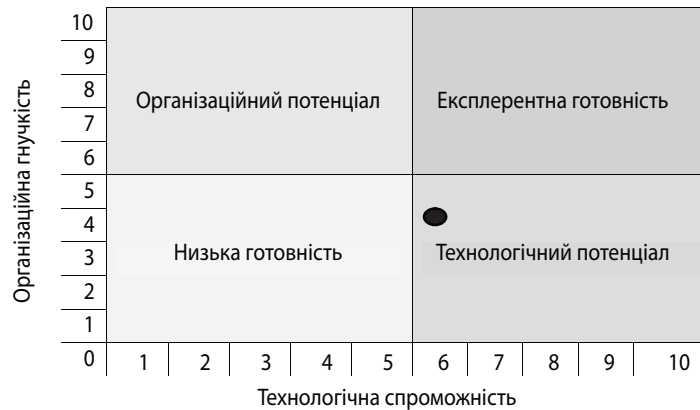 Організаційна гнучкість
10
9
8
7
6
5
4
3
2
1
0
Організаційний потенціал
Експлерентна готовність
Низька готовність
Технологічний потенціал
1 2 3 4 5 6 7 8 9 10
Технологічна спроможність